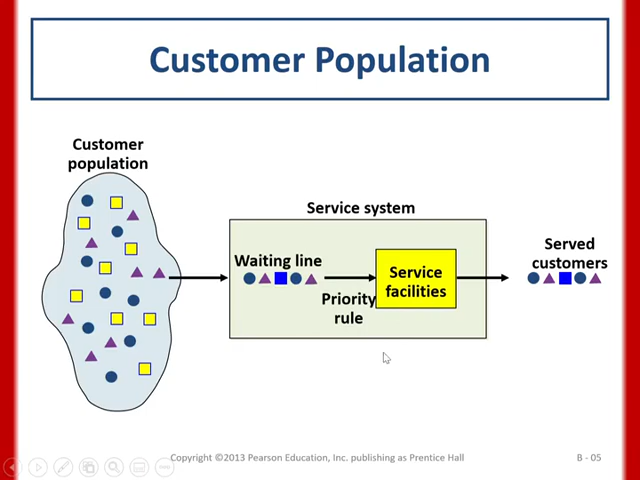 Customer Population
Customer
population
Service system
Waiting line
Priority
rule
Service
facilities
Served
customers
Copyright ©2013 Pearson Education, Inc. publishing as Prentice Hall
B - 05